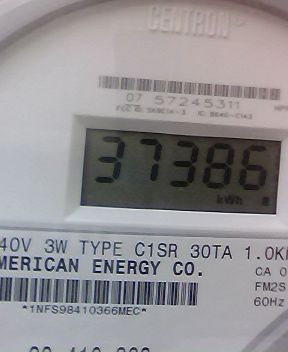 CENTRON
07 57245311
37386
kWh
40V 3W TYPE C1SR 30TA 1.0K
MERICAN ENERGY CO.
CA 0
FM2S
60Hz
*1NFS98410366MEC*